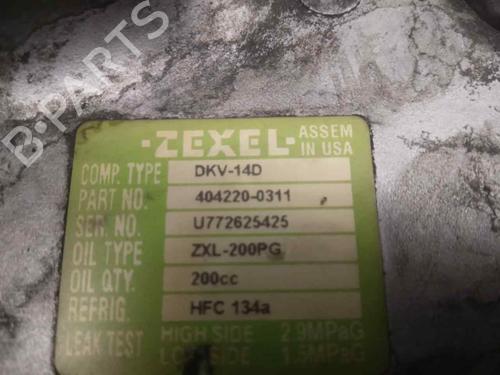 B-PARTS
·ZEXEL· ASSEM IN USA
COMP. TYPE DKV-14D
PART NO. 404220-0311
SER. NO. U772625425
OIL TYPE ZXL-200PG
OIL QTY. 200cc
REFRIG. HFC 134a
LEAK TEST HIGH SIDE 2.9MPaG
LOW SIDE 1.5MPaG